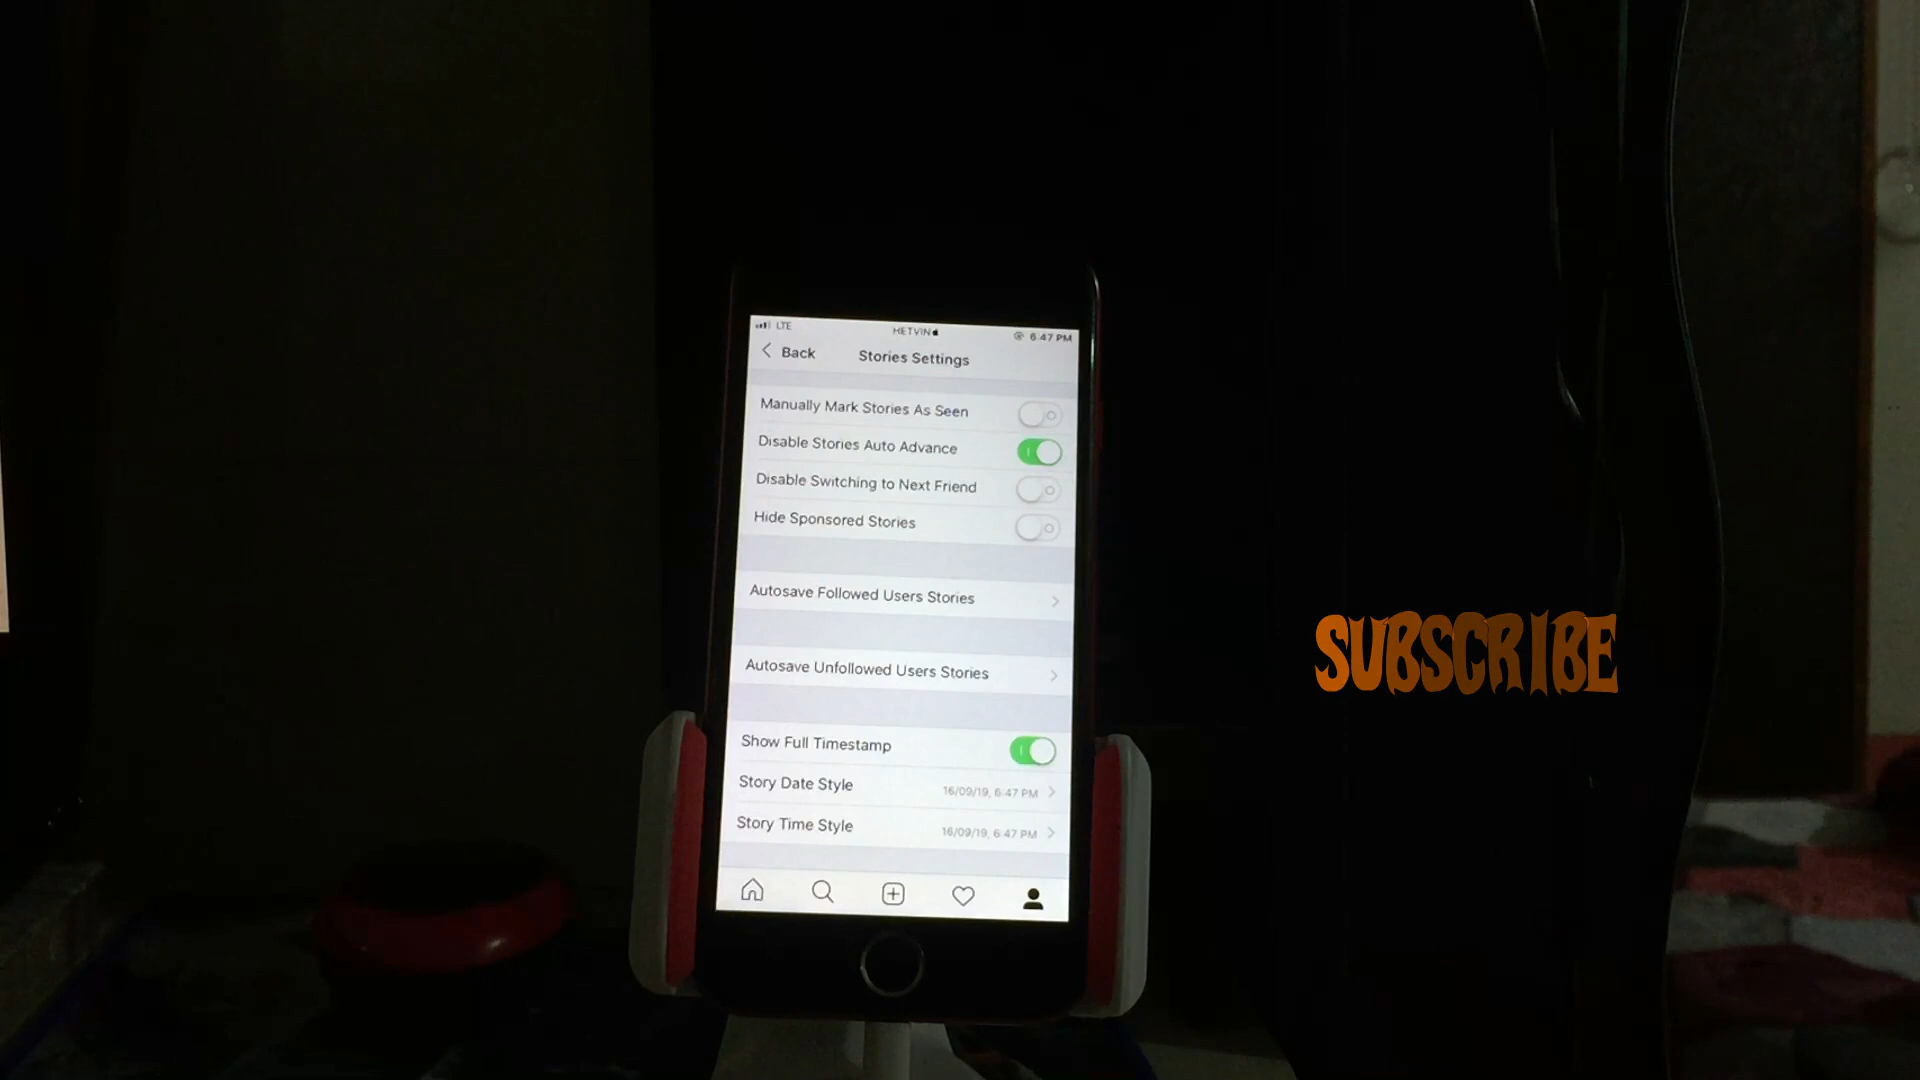 LTE HETVIN 6:47 PM
Back Stories Settings
Manually Mark Stories As Seen
Disable Stories Auto Advance
Disable Switching to Next Friend
Hide Sponsored Stories
Autosave Followed Users Stories
Autosave Unfollowed Users Stories
Show Full Timestamp
Story Date Style 16/09/19, 6:47 PM
Story Time Style 16/09/19, 6:47 PM
SUBSCRIBE